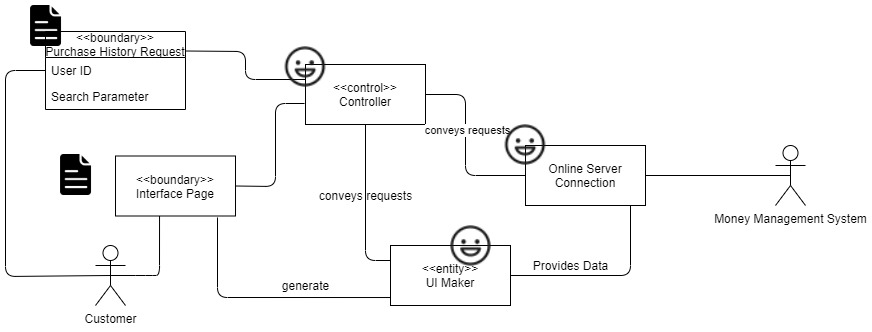 <<boundary>>
Purchase History Request
User ID
Search Parameter
<<control>>
Controller
conveys requests
Online Server
Connection
<<boundary>>
Interface Page
conveys requests
Money Management System
<<entity>>
UI Maker
Provides Data
generate
Customer